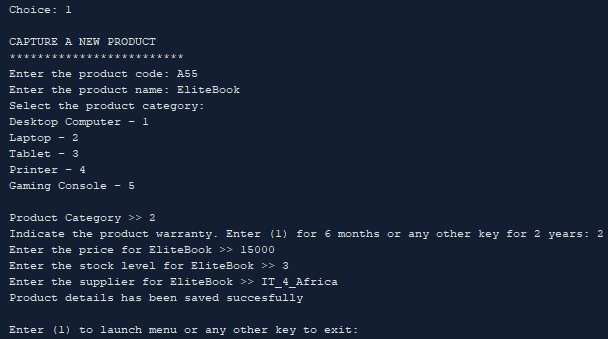 Choice: 1
CAPTURE A NEW PRODUCT
*************************
Enter the product code: A55
Enter the product name: EliteBook
Select the product category:
Desktop Computer - 1
Laptop - 2
Tablet - 3
Printer - 4
Gaming Console - 5
Product Category >> 2
Indicate the product warranty. Enter (1) for 6 months or any other key for 2 years: 2
Enter the price for EliteBook >> 15000
Enter the stock level for EliteBook >> 3
Enter the supplier for EliteBook >> IT_4_Africa
Product details has been saved succesfully
Enter (1) to launch menu or any other key to exit: